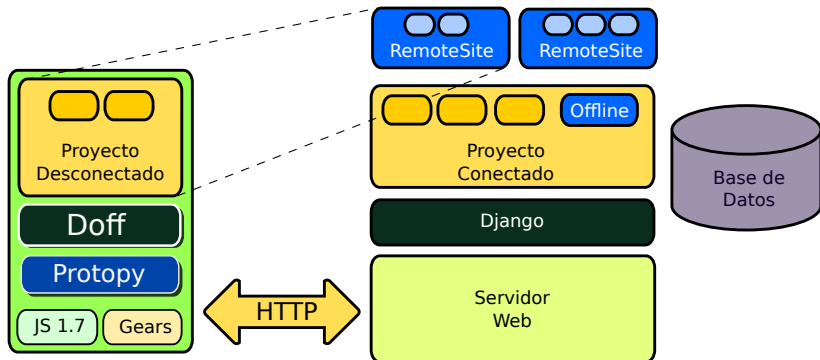 RemoteSite
RemoteSite
Proyecto
Desconectado
Offline
Proyecto
Conectado
Base de
Datos
Doff
Django
Protopy
HTTP
Servidor
Web
JS 1.7
Gears